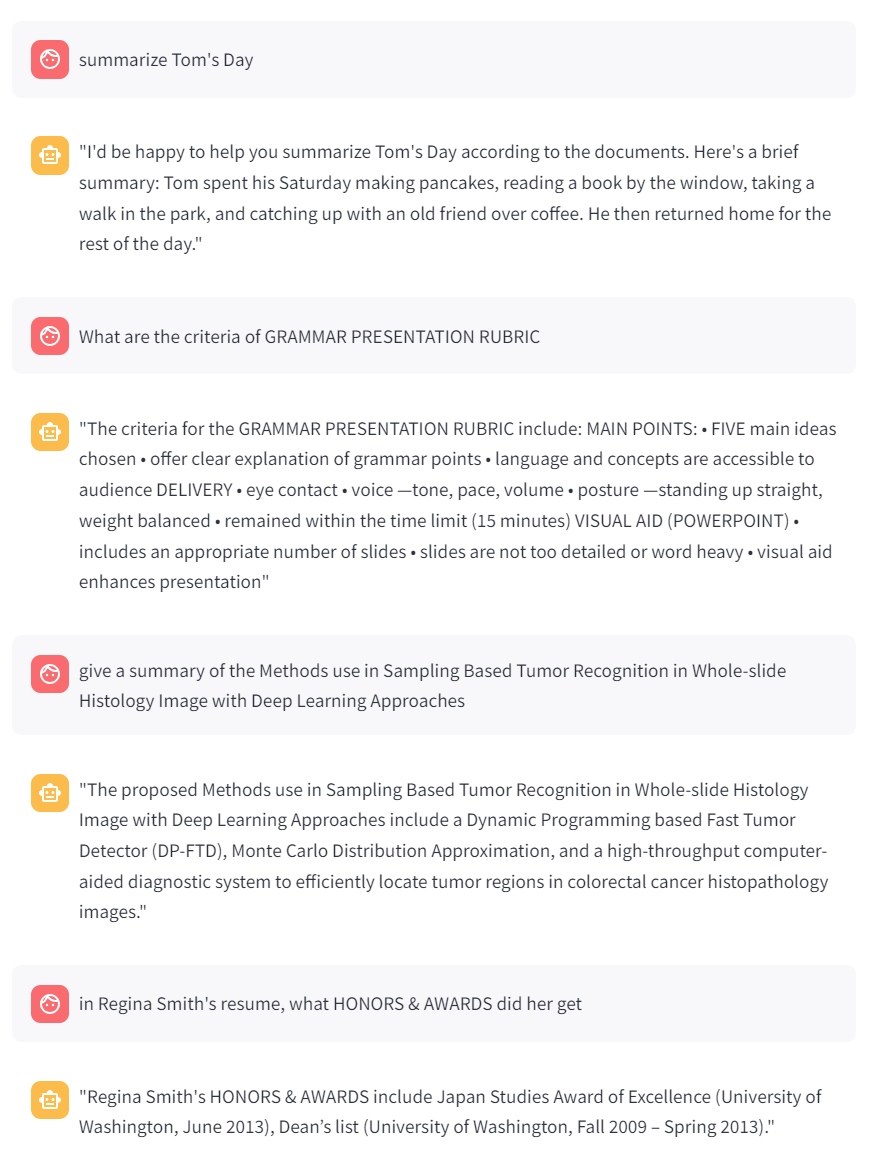 summarize Tom's Day
"I'd be happy to help you summarize Tom's Day according to the documents. Here's a brief
summary: Tom spent his Saturday making pancakes, reading a book by the window, taking a
walk in the park, and catching up with an old friend over coffee. He then returned home for the
rest of the day."
What are the criteria of GRAMMAR PRESENTATION RUBRIC
"The criteria for the GRAMMAR PRESENTATION RUBRIC include: MAIN POINTS: • FIVE main ideas
chosen • offer clear explanation of grammar points • language and concepts are accessible to
audience DELIVERY • eye contact • voice —tone, pace, volume • posture —standing up straight,
weight balanced • remained within the time limit (15 minutes) VISUAL AID (POWERPOINT) •
includes an appropriate number of slides • slides are not too detailed or word heavy • visual aid
enhances presentation"
give a summary of the Methods use in Sampling Based Tumor Recognition in Whole-slide
Histology Image with Deep Learning Approaches
"The proposed Methods use in Sampling Based Tumor Recognition in Whole-slide Histology
Image with Deep Learning Approaches include a Dynamic Programming based Fast Tumor
Detector (DP-FTD), Monte Carlo Distribution Approximation, and a high-throughput computer-
aided diagnostic system to efficiently locate tumor regions in colorectal cancer histopathology
images."
in Regina Smith's resume, what HONORS & AWARDS did her get
"Regina Smith's HONORS & AWARDS include Japan Studies Award of Excellence (University of
Washington, June 2013), Dean’s list (University of Washington, Fall 2009 – Spring 2013)."